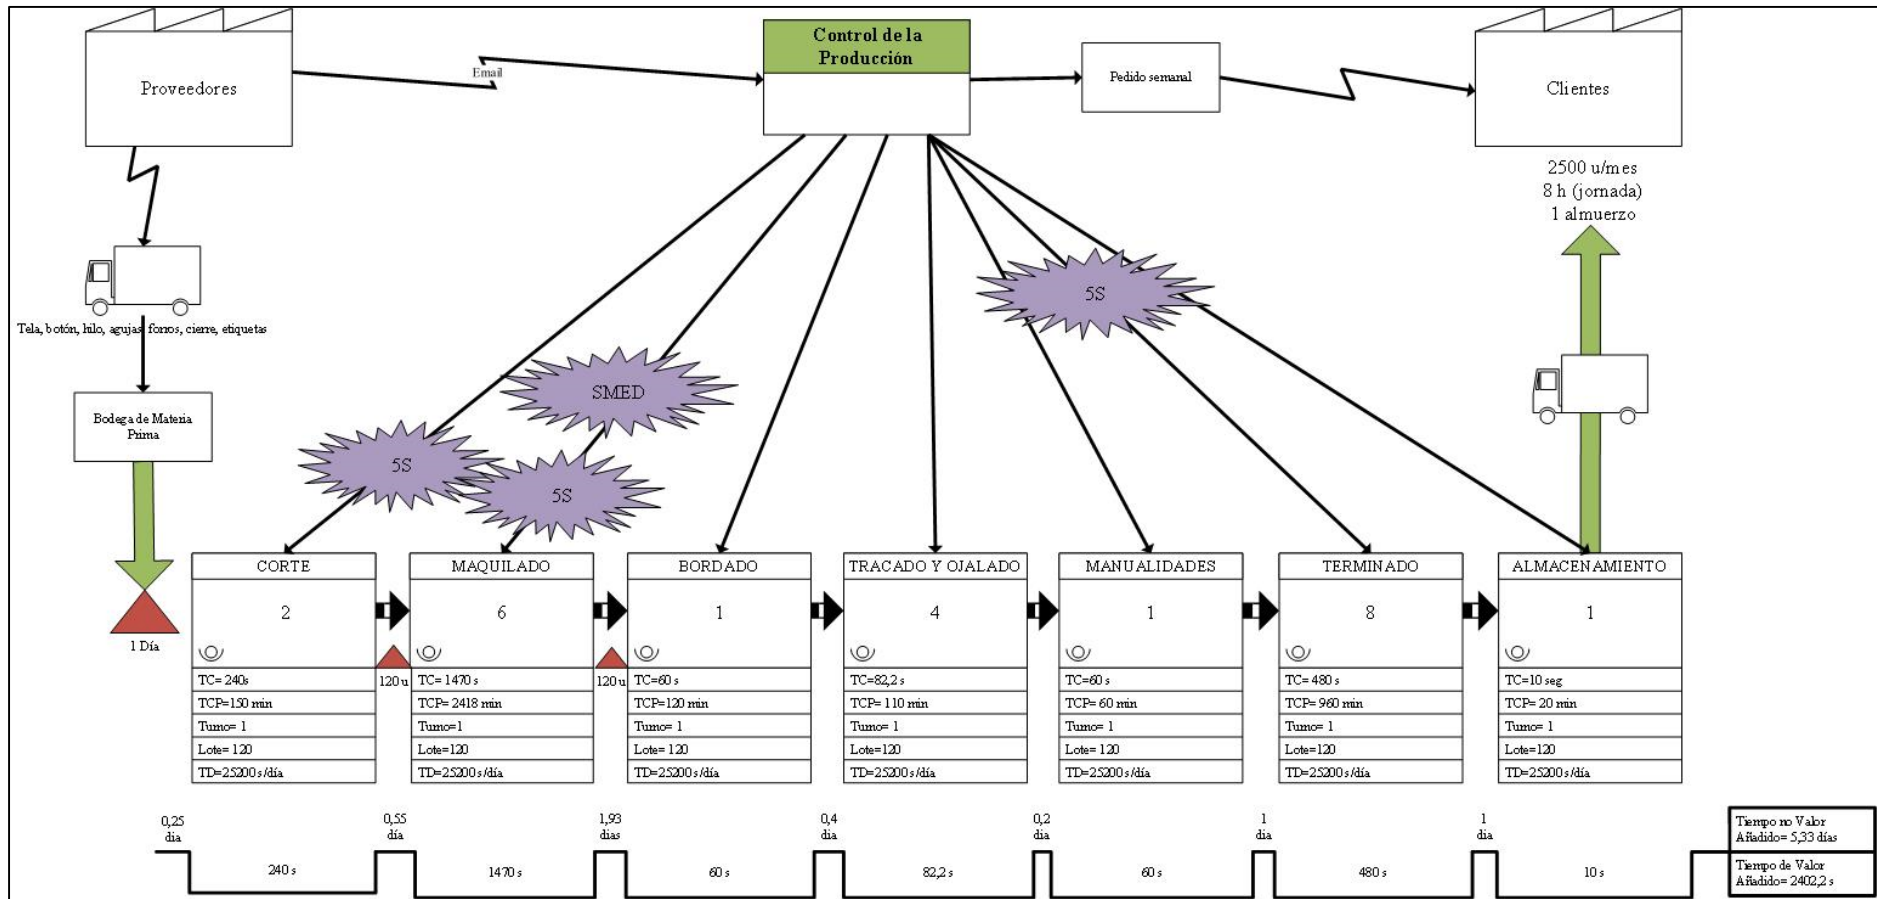 Proveedores
Email
Control de la
Producción
Pedido semanal
Clientes
2500 u/mes
8 h (jornada)
1 almuerzo
Tela, botón, hilo, agujas, forros, cierre, etiquetas
Bodega de Materia
Prima
1 Día
5S
SMED
5S
5S
CORTE
2
TC= 240s
TCP=150 min
Turno= 1
Lote= 120
TD=25200 s/día
120 u
MAQUILADO
6
TC= 1470 s
TCP= 2418 min
Turno=1
Lote=120
TD=25200 s/día
120 u
BORDADO
1
TC=60 s
TCP=120 min
Turno= 1
Lote=120
TD=25200 s/día
TRACADO Y OJALADO
4
TC=82,2 s
TCP= 110 min
Turno= 1
Lote=120
TD=25200 s/día
MANUALIDADES
1
TC=60 s
TCP= 60 min
Turno= 1
Lote= 120
TD=25200 s/día
TERMINADO
8
TC= 480 s
TCP= 960 min
Turno= 1
Lote=120
TD=25200 s/día
ALMACENAMIENTO
1
TC=10 seg
TCP= 20 min
Turno= 1
Lote=120
TD=25200 s/día
0,25
dia
240 s
0,55
día
1470 s
1,93
dias
60 s
0,4
dia
82,2 s
0,2
dia
60 s
1
dia
480 s
1
dia
10 s
Tiempo no Valor
Añadido= 5,33 días
Tiempo de Valor
Añadido= 2402,2 s